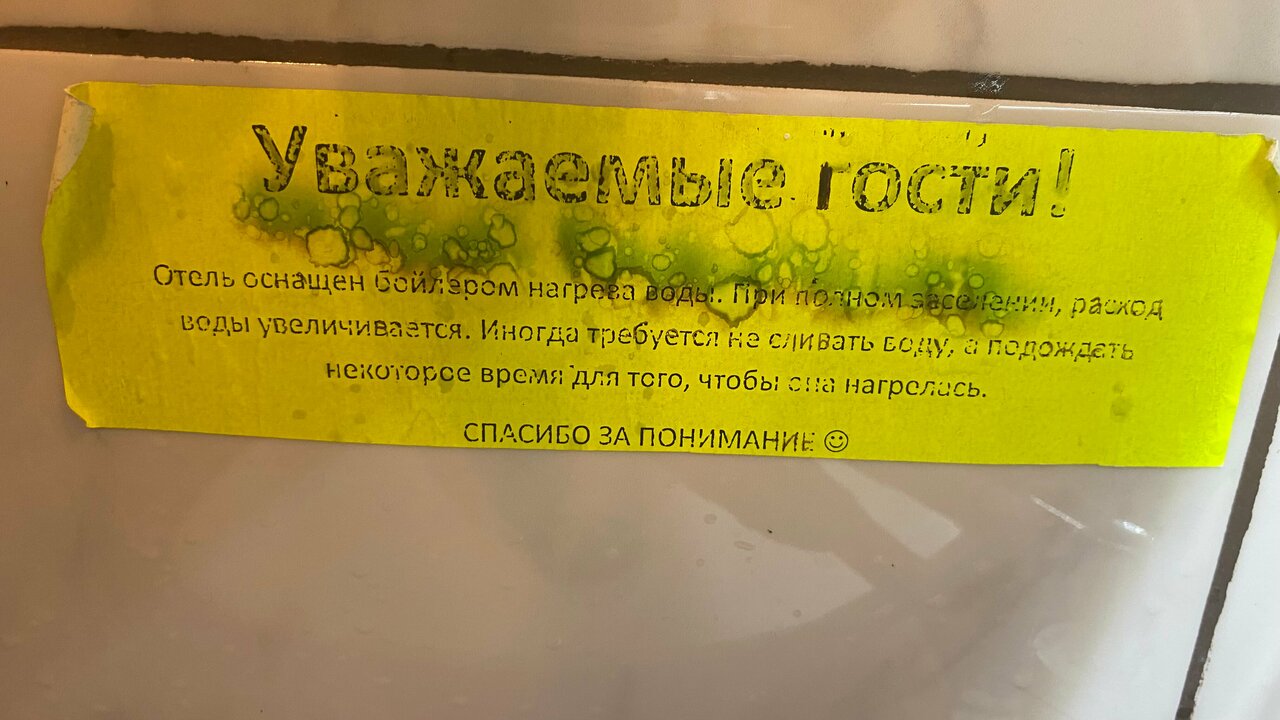 Уважаемые гости!
Отель оснащен бойлером нагрева воды. При полном заселении, расход
воды увеличивается. Иногда требуется не сливать воду, а подождать
некоторое время для того, чтобы она нагрелась.
СПАСИБО ЗА ПОНИМАНИЕ ☺